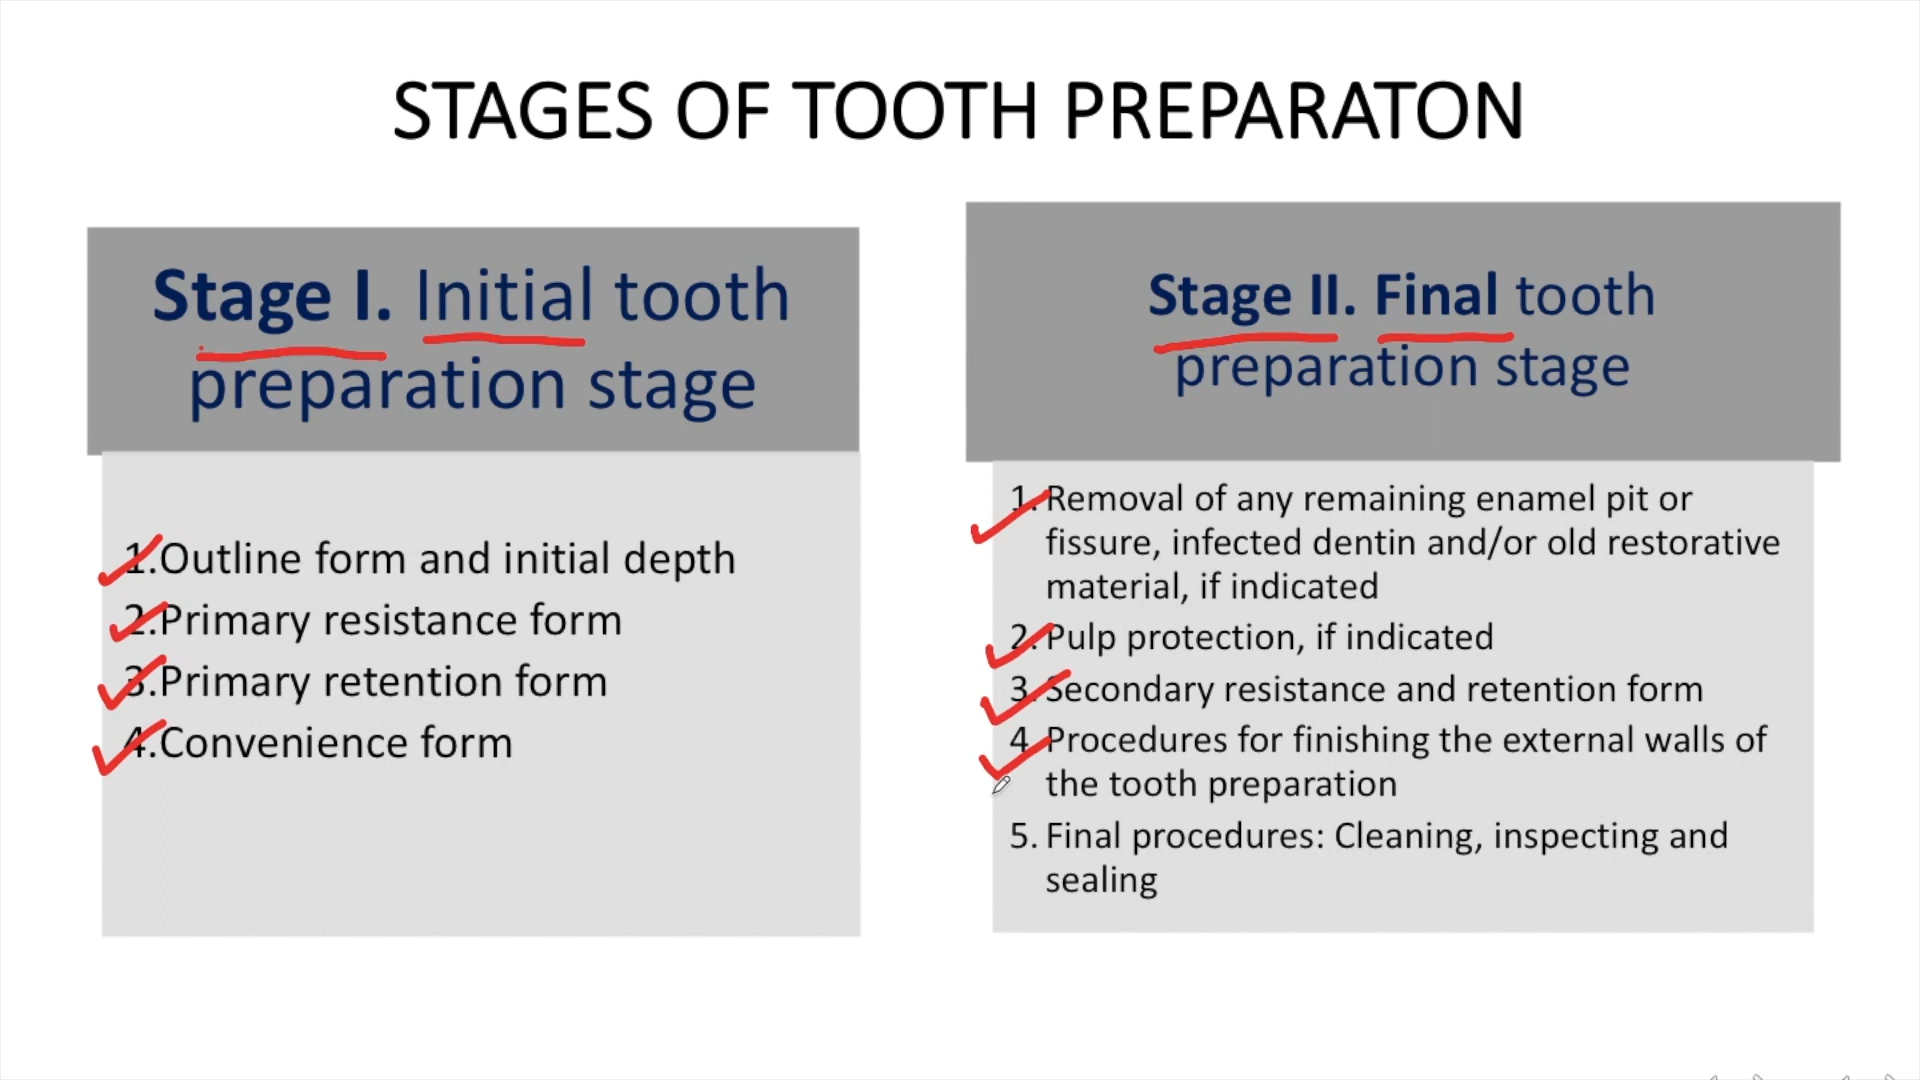 STAGES OF TOOTH PREPARATON
Stage I. Initial tooth
preparation stage
1.Outline form and initial depth
2.Primary resistance form
3.Primary retention form
4.Convenience form
Stage II. Final tooth
preparation stage
1. Removal of any remaining enamel pit or
fissure, infected dentin and/or old restorative
material, if indicated
2. Pulp protection, if indicated
3. Secondary resistance and retention form
4. Procedures for finishing the external walls of
the tooth preparation
5. Final procedures: Cleaning, inspecting and
sealing